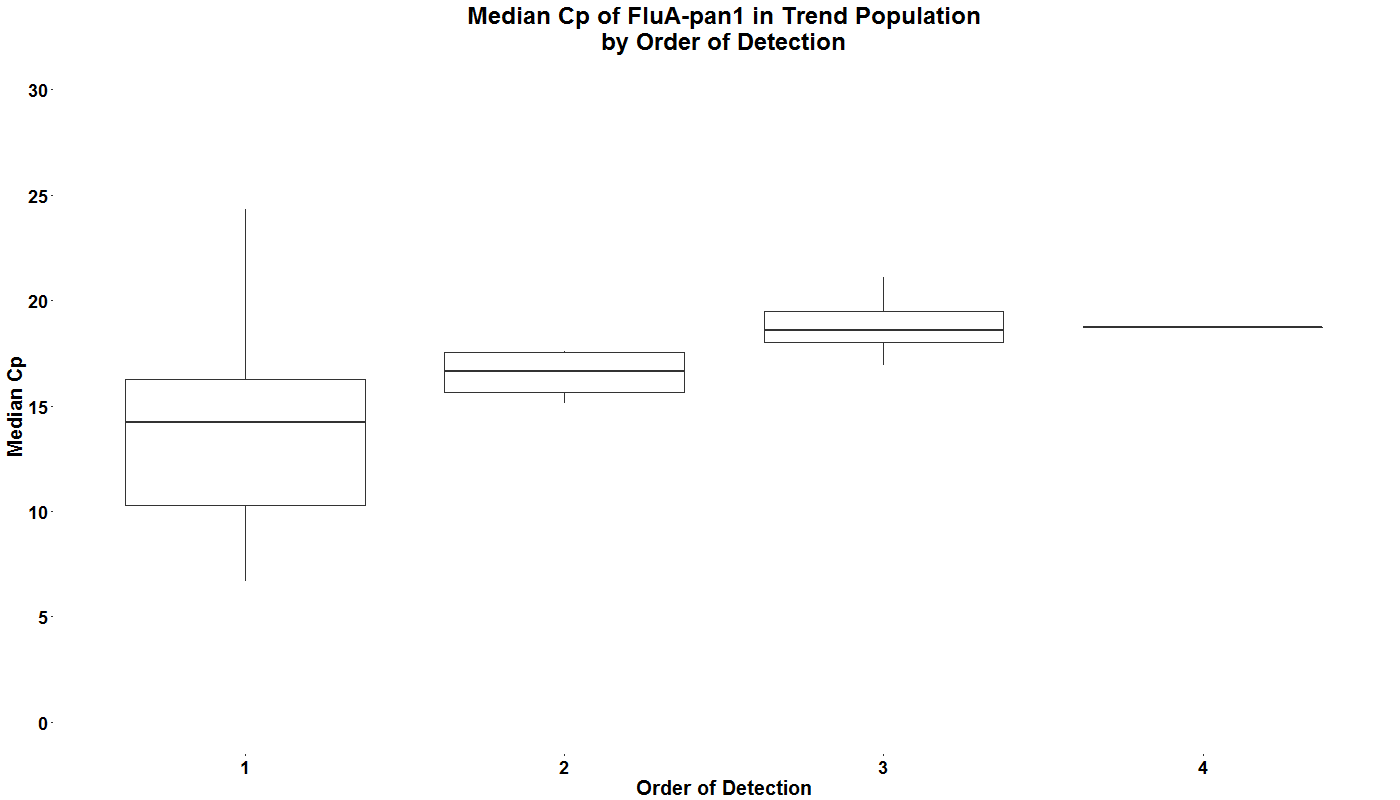 Median Cp of FluA-pan1 in Trend Population
by Order of Detection
30
25
20
15
10
5
0
Median Cp
1 2 3 4
Order of Detection